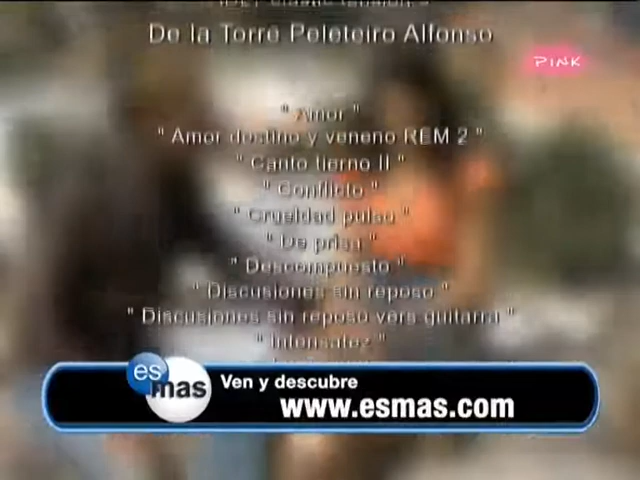 De la Torre Peleteiro Alfonso
PINK
" Amor "
" Amor destino y veneno REM 2 "
" Canto tierno II "
" Conflicto "
" Crueldad pulso "
" De prisa "
" Descompuesto "
" Discusiones sin reposo "
" Discusiones sin reposo vers guitarra "
" Intensatez "
es mas
Ven y descubre
www.esmas.com